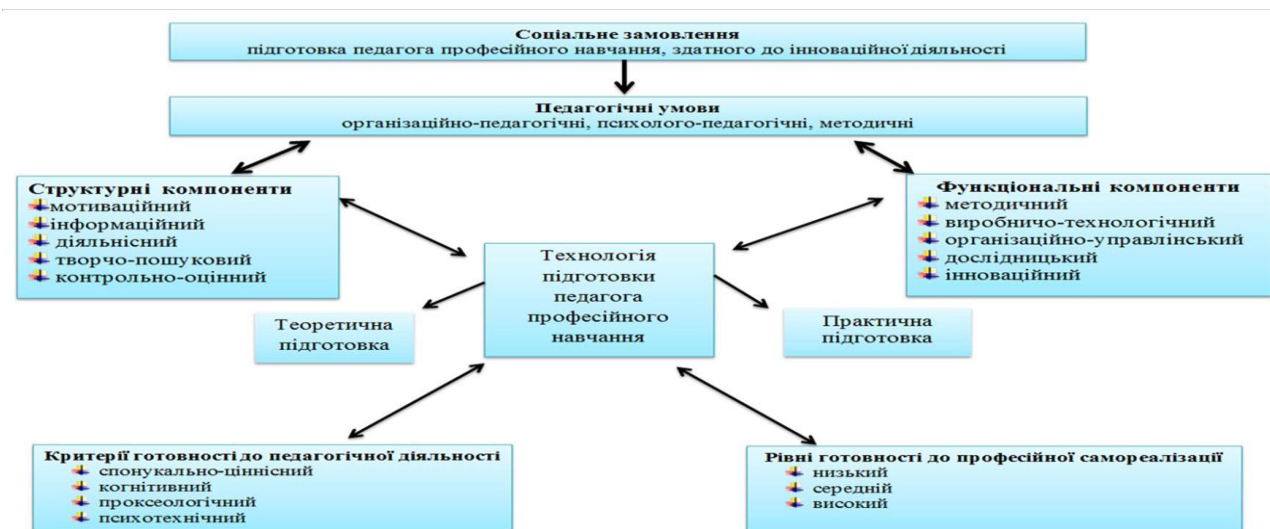 Соціальне замовлення
підготовка педагога професійного навчання, здатного до інноваційної діяльності
Педагогічні умови
організаційно-педагогічні, психолого-педагогічні, методичні
Структурні компоненти
мотиваційний
інформаційний
діяльнісний
творчо-пошуковий
контрольно-оцінний
Функціональні компоненти
методичний
виробничо-технологічний
організаційно-управлінський
дослідницький
інноваційний
Технологія
підготовки
педагога
професійного
навчання
Теоретична
підготовка
Практична
підготовка
Критерії готовності до педагогічної діяльності
спонукально-ціннісний
когнітивний
проксеологічний
психотехнічний
Рівні готовності до професійної самореалізації
низький
середній
високий